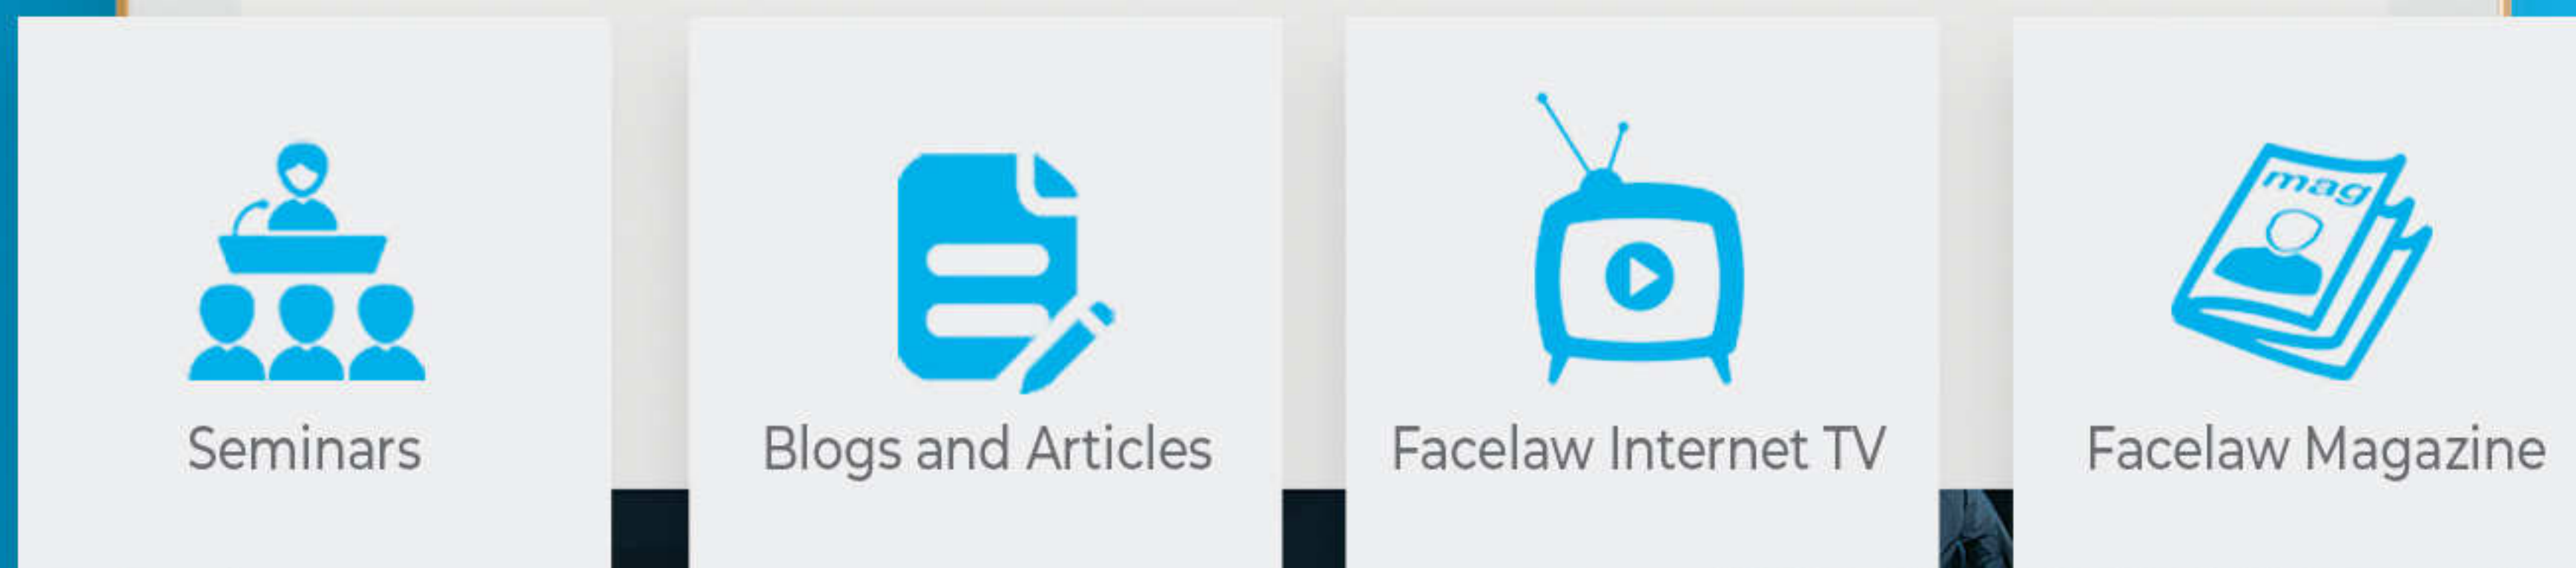 mag
Seminars
Blogs and Articles
Facelaw Internet TV
Facelaw Magazine